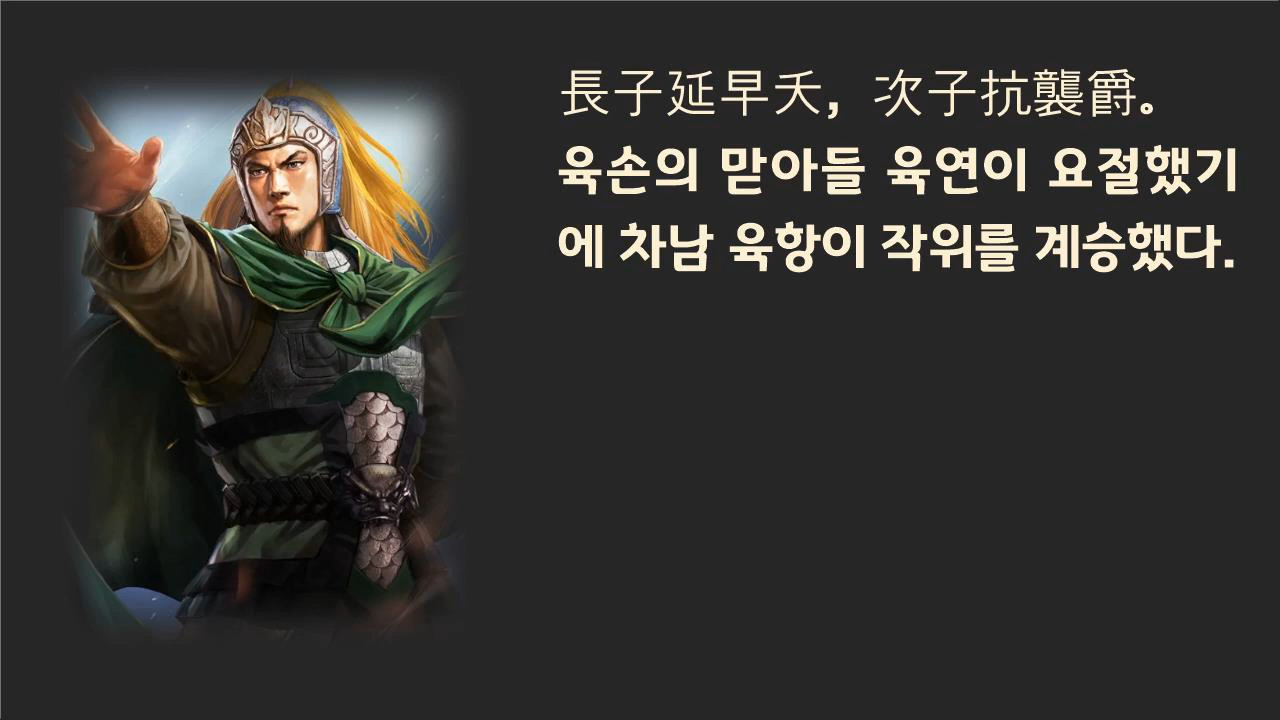 長子延早夭，次子抗襲爵。
육손의 맏아들 육연이 요절했기
에 차남 육항이 작위를 계승했다.